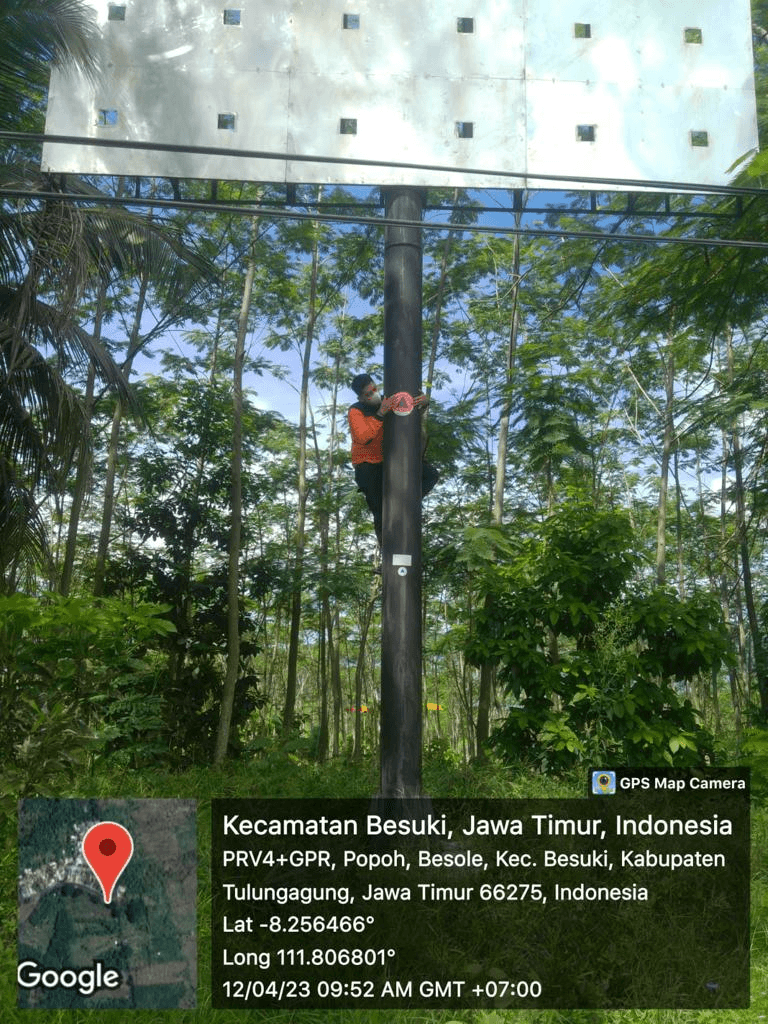 GPS Map Camera
Kecamatan Besuki, Jawa Timur, Indonesia
PRV4+GPR, Popoh, Besole, Kec. Besuki, Kabupaten
Tulungagung, Jawa Timur 66275, Indonesia
Lat -8.256466°
Long 111.806801°
12/04/23 09:52 AM GMT +07:00
Google